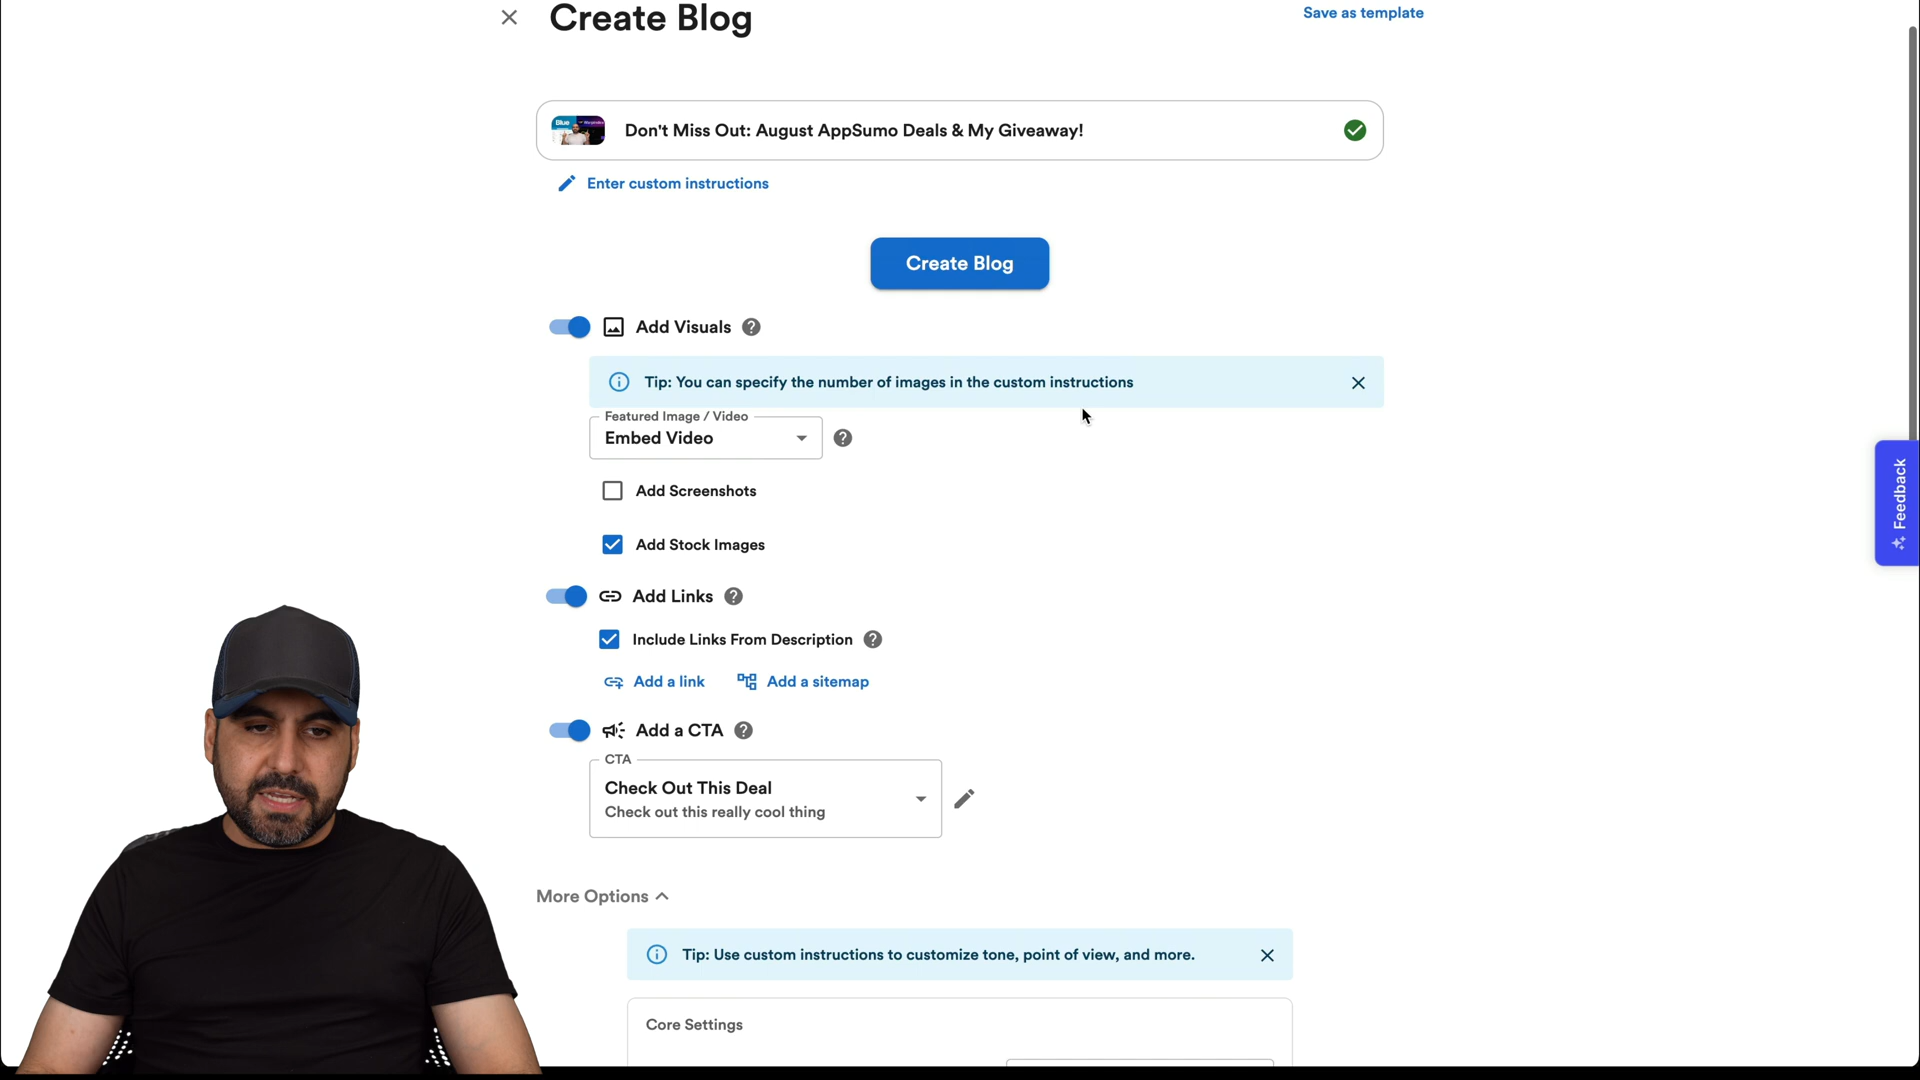 Create Blog
Save as template
Blue
Don't Miss Out: August AppSumo Deals & My Giveaway!
Enter custom instructions
Create Blog
Add Visuals
Tip: You can specify the number of images in the custom instructions
Featured Image / Video
Embed Video
Add Screenshots
Add Stock Images
Add Links
Include Links From Description
Add a link
Add a sitemap
Add a CTA
CTA
Check Out This Deal
Check out this really cool thing
More Options
Tip: Use custom instructions to customize tone, point of view, and more.
Core Settings
Feedback